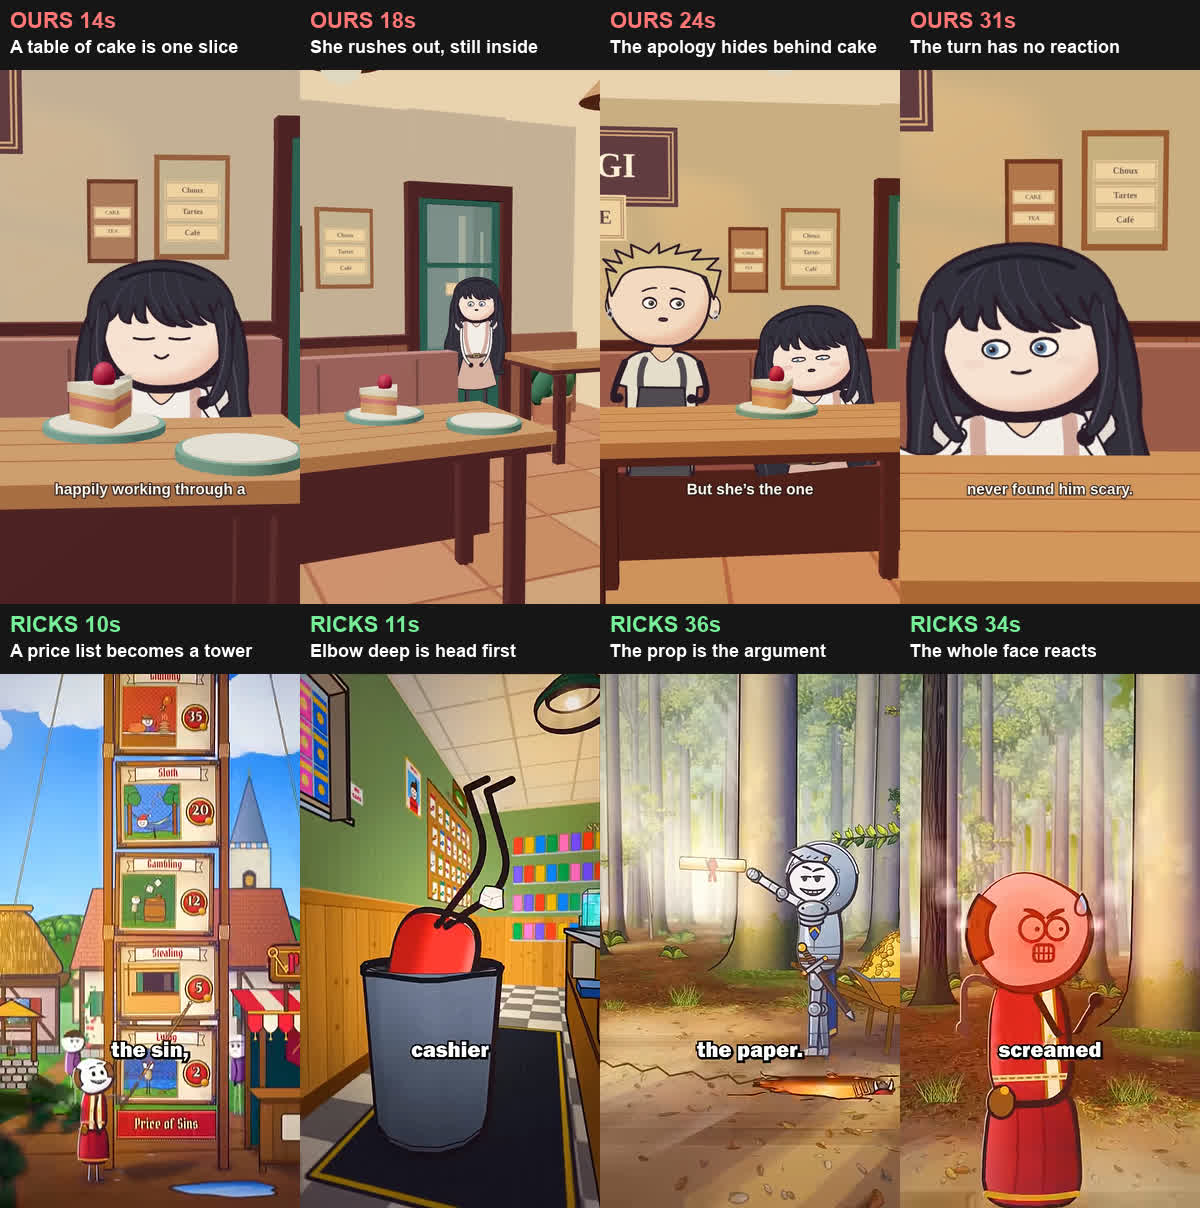 OURS 14s
A table of cake is one slice
OURS 18s
She rushes out, still inside
OURS 24s
The apology hides behind cake
OURS 31s
The turn has no reaction
CAKE
TEA
Choux
Tartes
Café
happily working through a
Choux
Tartes
Café
GI
E
CAKE
TEA
Choux
Tartes
Café
But she's the one
CAKE
TEA
Choux
Tartes
Café
never found him scary.
RICKS 10s
A price list becomes a tower
RICKS 11s
Elbow deep is head first
RICKS 36s
The prop is the argument
RICKS 34s
The whole face reacts
35
Sloth
20
Gambling
12
Stealing
5
Lying
the sin,
2
Price of Sins
cashier
the paper.
screamed